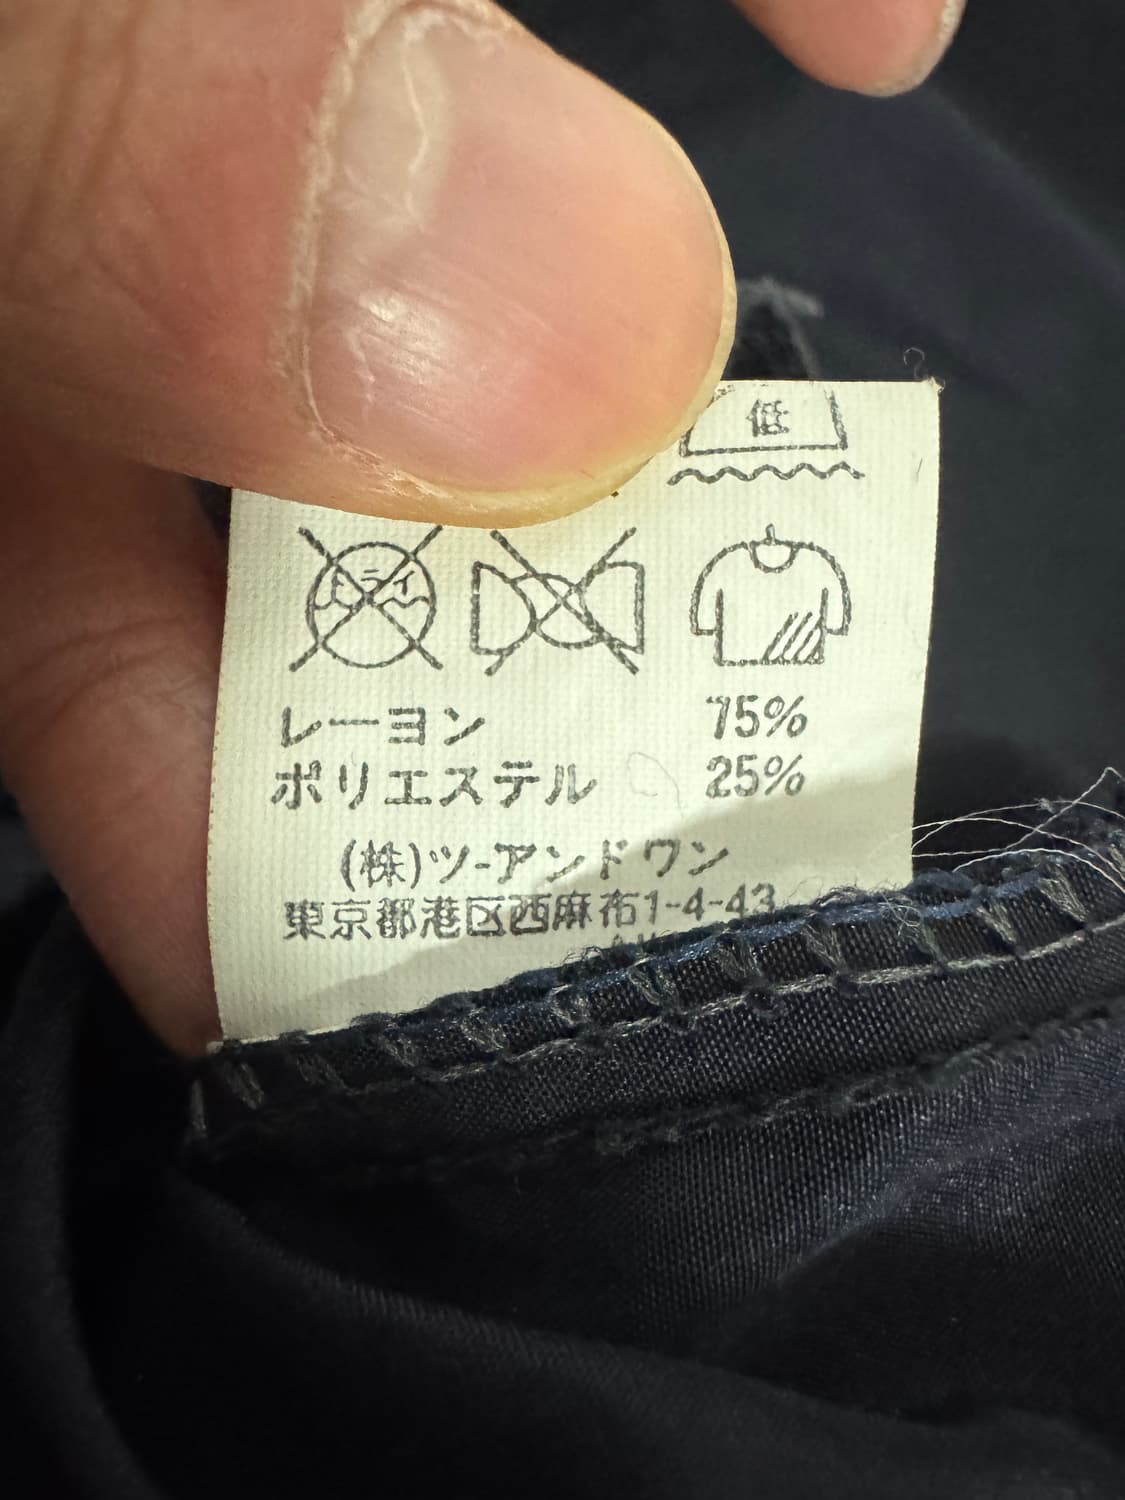 低
ドライ
レーヨン 75%
ポリエステル 25%
(株)ツーアンドワン
東京都港区西麻布1-4-43